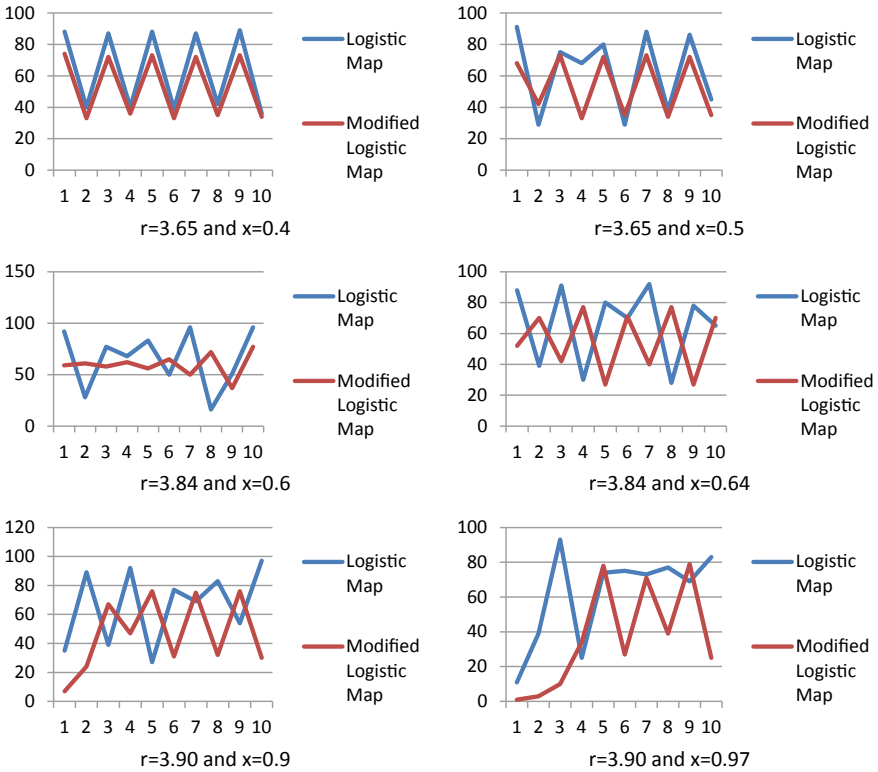 100
80
60
40
20
0
1 2 3 4 5 6 7 8 9 10
Logistic
Map
Modified
Logistic
Map
r=3.65 and x=0.4
100
80
60
40
20
0
1 2 3 4 5 6 7 8 9 10
Logistic
Map
Modified
Logistic
Map
r=3.65 and x=0.5
150
100
50
0
1 2 3 4 5 6 7 8 9 10
Logistic
Map
Modified
Logistic
Map
r=3.84 and x=0.6
100
80
60
40
20
0
1 2 3 4 5 6 7 8 9 10
Logistic
Map
Modified
Logistic
Map
r=3.84 and x=0.64
120
100
80
60
40
20
0
1 2 3 4 5 6 7 8 9 10
Logistic
Map
Modified
Logistic
Map
r=3.90 and x=0.9
100
80
60
40
20
0
1 2 3 4 5 6 7 8 9 10
Logistic
Map
Modified
Logistic
Map
r=3.90 and x=0.97